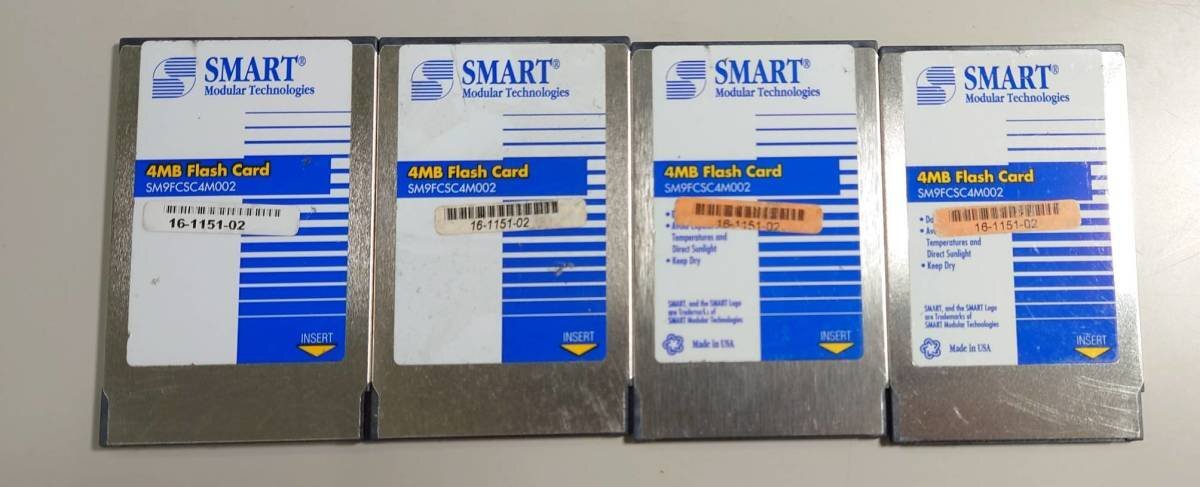 SMART®
Modular Technologies
4MB Flash Card
SM9FCSC4M002
16-1151-02
INSERT
SMART®
Modular Technologies
4MB Flash Card
SM9FCSC4M002
16-1151-02
INSERT
SMART®
Modular Technologies
4MB Flash Card
SM9FCSC4M002
16-1151-02
Temperatures and
Direct Sunlight
• Keep Dry
SMART, and the SMART Logo
are Trademarks of
SMART Modular Technologies
Made in USA
INSERT
SMART®
Modular Technologies
4MB Flash Card
SM9FCSC4M002
16-1151-02
Temperatures and
Direct Sunlight
• Keep Dry
SMART, and the SMART Logo
are Trademarks of
SMART Modular Technologies
Made in USA
INSERT